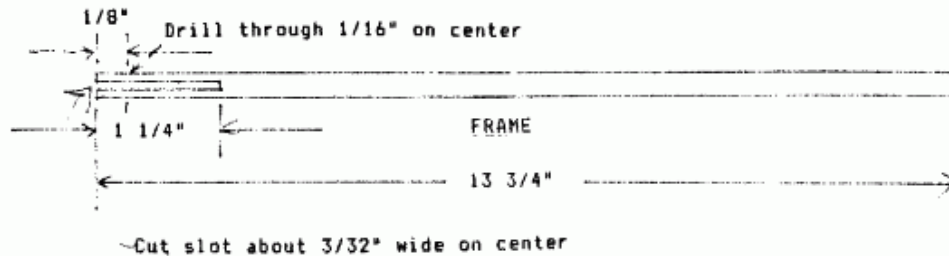 1/8"
Drill through 1/16" on center
1 1/4"
FRAME
13 3/4"
Cut slot about 3/32" wide on center